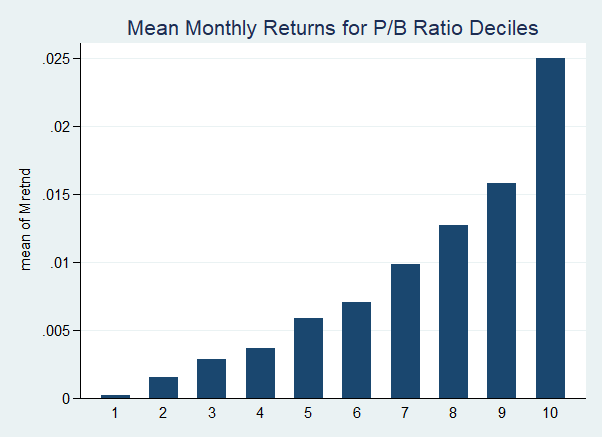 Mean Monthly Returns for P/B Ratio Deciles
mean of Mretnd
.025
.02
.015
.01
.005
0
1 2 3 4 5 6 7 8 9 10